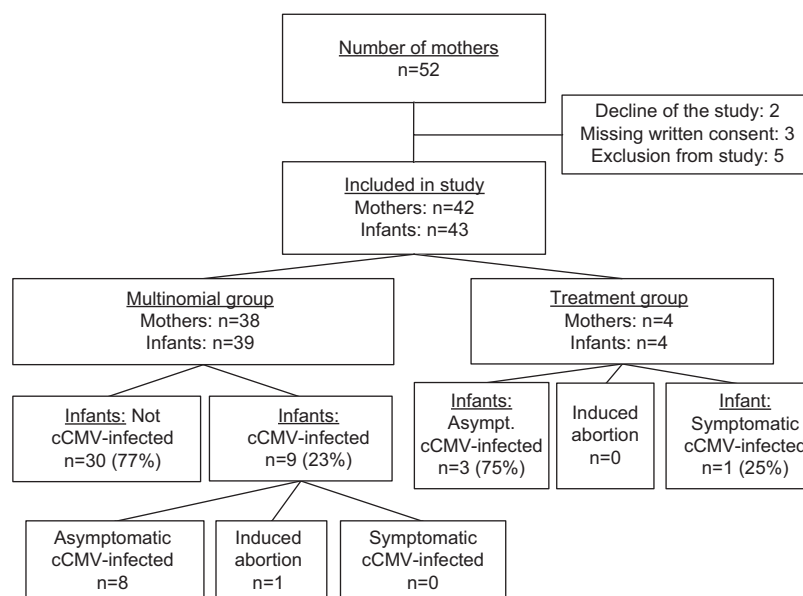 Number of mothers
n=52
Decline of the study: 2
Missing written consent: 3
Exclusion from study: 5
Included in study
Mothers: n=42
Infants: n=43
Multinomial group
Mothers: n=38
Infants: n=39
Treatment group
Mothers: n=4
Infants: n=4
Infants: Not
cCMV-infected
n=30 (77%)
Infants:
cCMV-infected
n=9 (23%)
Infants:
Asympt.
cCMV-infected
n=3 (75%)
Induced
abortion
n=0
Infant:
Symptomatic
cCMV-infected
n=1 (25%)
Asymptomatic
cCMV-infected
n=8
Induced
abortion
n=1
Symptomatic
cCMV-infected
n=0